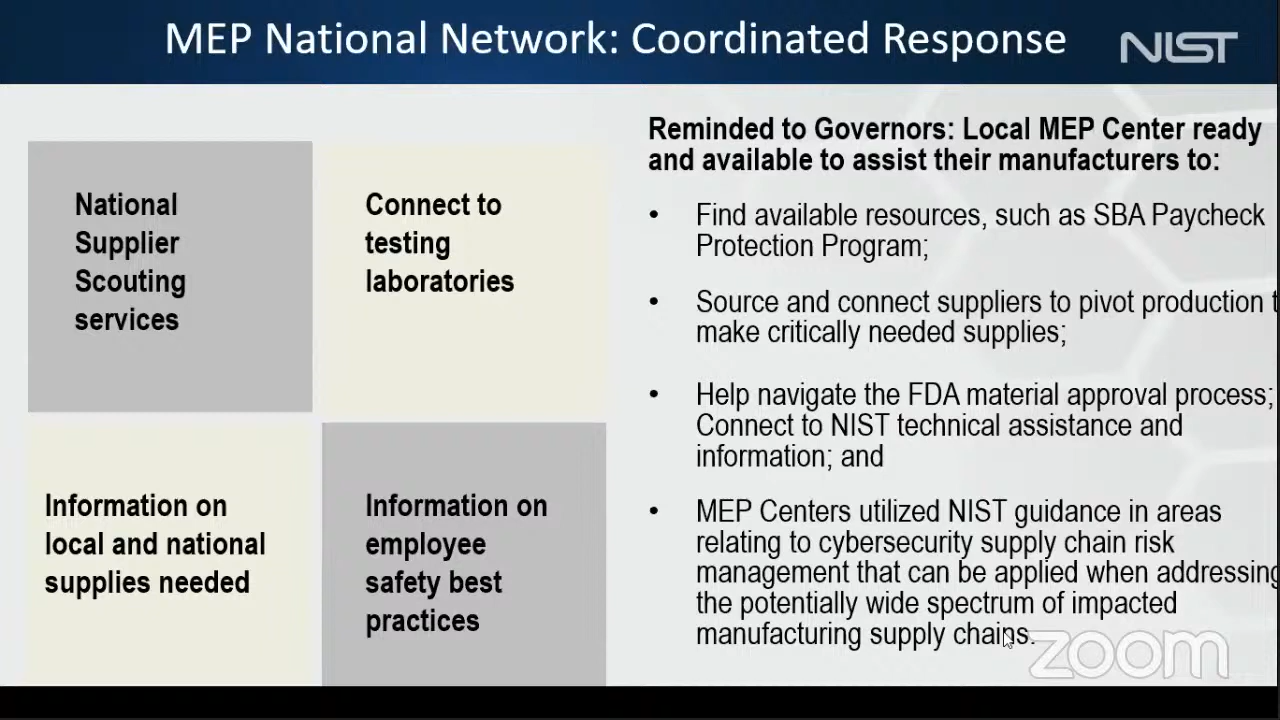 MEP National Network: Coordinated Response
NIST
National
Supplier
Scouting
services
Connect to
testing
laboratories
Information on
local and national
supplies needed
Information on
employee
safety best
practices
Reminded to Governors: Local MEP Center ready
and available to assist their manufacturers to:
• Find available resources, such as SBA Paycheck
Protection Program;
• Source and connect suppliers to pivot production t
make critically needed supplies;
• Help navigate the FDA material approval process;
Connect to NIST technical assistance and
information; and
• MEP Centers utilized NIST guidance in areas
relating to cybersecurity supply chain risk
management that can be applied when addressing
the potentially wide spectrum of impacted
manufacturing supply chains.
zoom